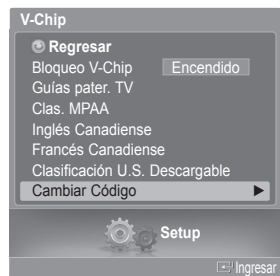 V-Chip
Regresar
Bloqueo V-Chip Encendido
Guías pater. TV
Clas. MPAA
Inglés Canadiense
Francés Canadiense
Clasificación U.S. Descargable
Cambiar Código
Setup
Ingresar